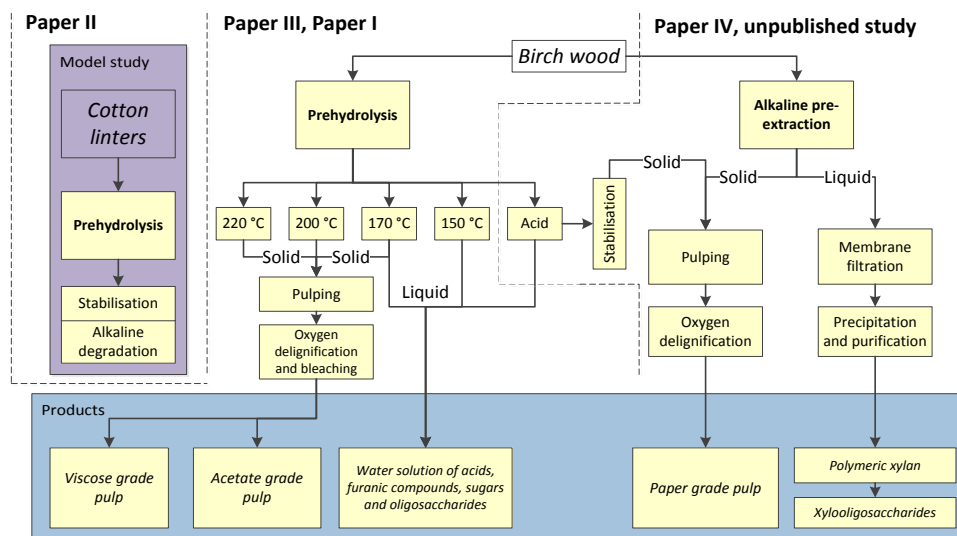 Paper II
Paper III, Paper I
Paper IV, unpublished study
Model study
Cotton
linters
Prehydrolysis
Stabilisation
Alkaline
degradation
Birch wood
Prehydrolysis
220 °C
200 °C
170 °C
150 °C
Acid
Stabilisation
Solid
Solid
Liquid
Pulping
Oxygen
delignification
and bleaching
Alkaline pre-
extraction
Solid
Solid
Liquid
Pulping
Membrane
filtration
Oxygen
delignification
Precipitation
and purification
Products
Viscose grade
pulp
Acetate grade
pulp
Water solution of acids,
furanic compounds, sugars
and oligosaccharides
Paper grade pulp
Polymeric xylan
Xylooligosaccharides